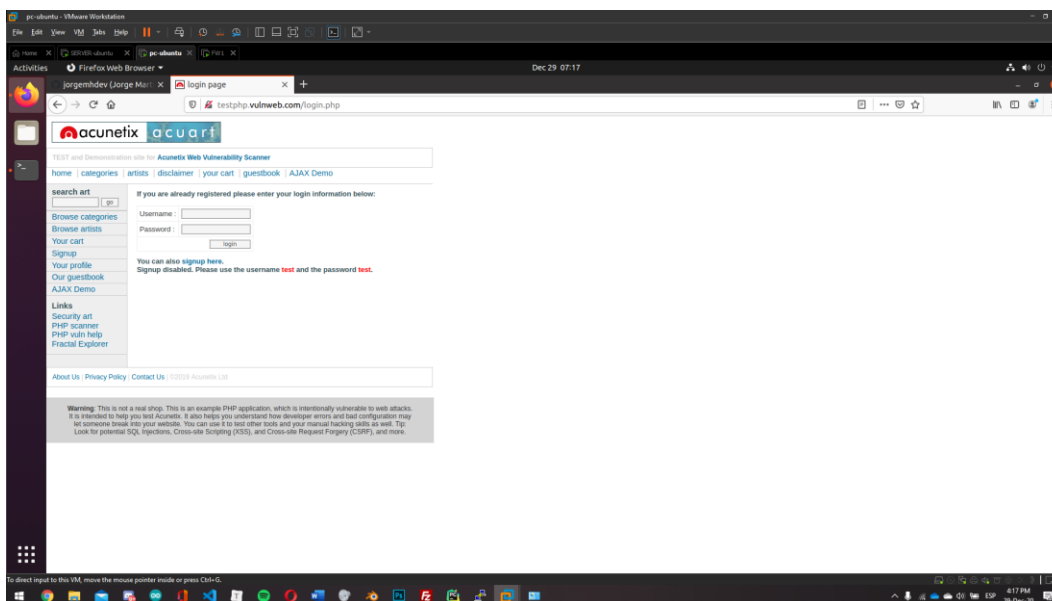 pc-ubuntu - VMware Workstation
File Edit View VM Tabs Help
Home SERVER-ubuntu pc-ubuntu FW1
Activities Firefox Web Browser Dec 29 07:17
jorgemhdev (Jorge Mart login page
testphp.vulnweb.com/login.php
acunetix acuart
TEST and Demonstration site for Acunetix Web Vulnerability Scanner
home categories artists disclaimer your cart guestbook AJAX Demo
search art
go
Browse categories
Browse artists
Your cart
Signup
Your profile
Our guestbook
AJAX Demo
Links
Security art
PHP scanner
PHP vuln help
Fractal Explorer
If you are already registered please enter your login information below:
Username :
Password :
login
You can also signup here.
Signup disabled. Please use the username test and the password test.
About Us | Privacy Policy | Contact Us | ©2019 Acunetix Ltd
Warning: This is not a real shop. This is an example PHP application, which is intentionally vulnerable to web attacks.
It is intended to help you test Acunetix. It also helps you understand how developer errors and bad configuration may
let someone break into your website. You can use it to test other tools and your manual hacking skills as well. Tip:
Look for potential SQL Injections, Cross-site Scripting (XSS), and Cross-site Request Forgery (CSRF), and more.
To direct input to this VM, move the mouse pointer inside or press Ctrl+G.
ESP 4:17 PM